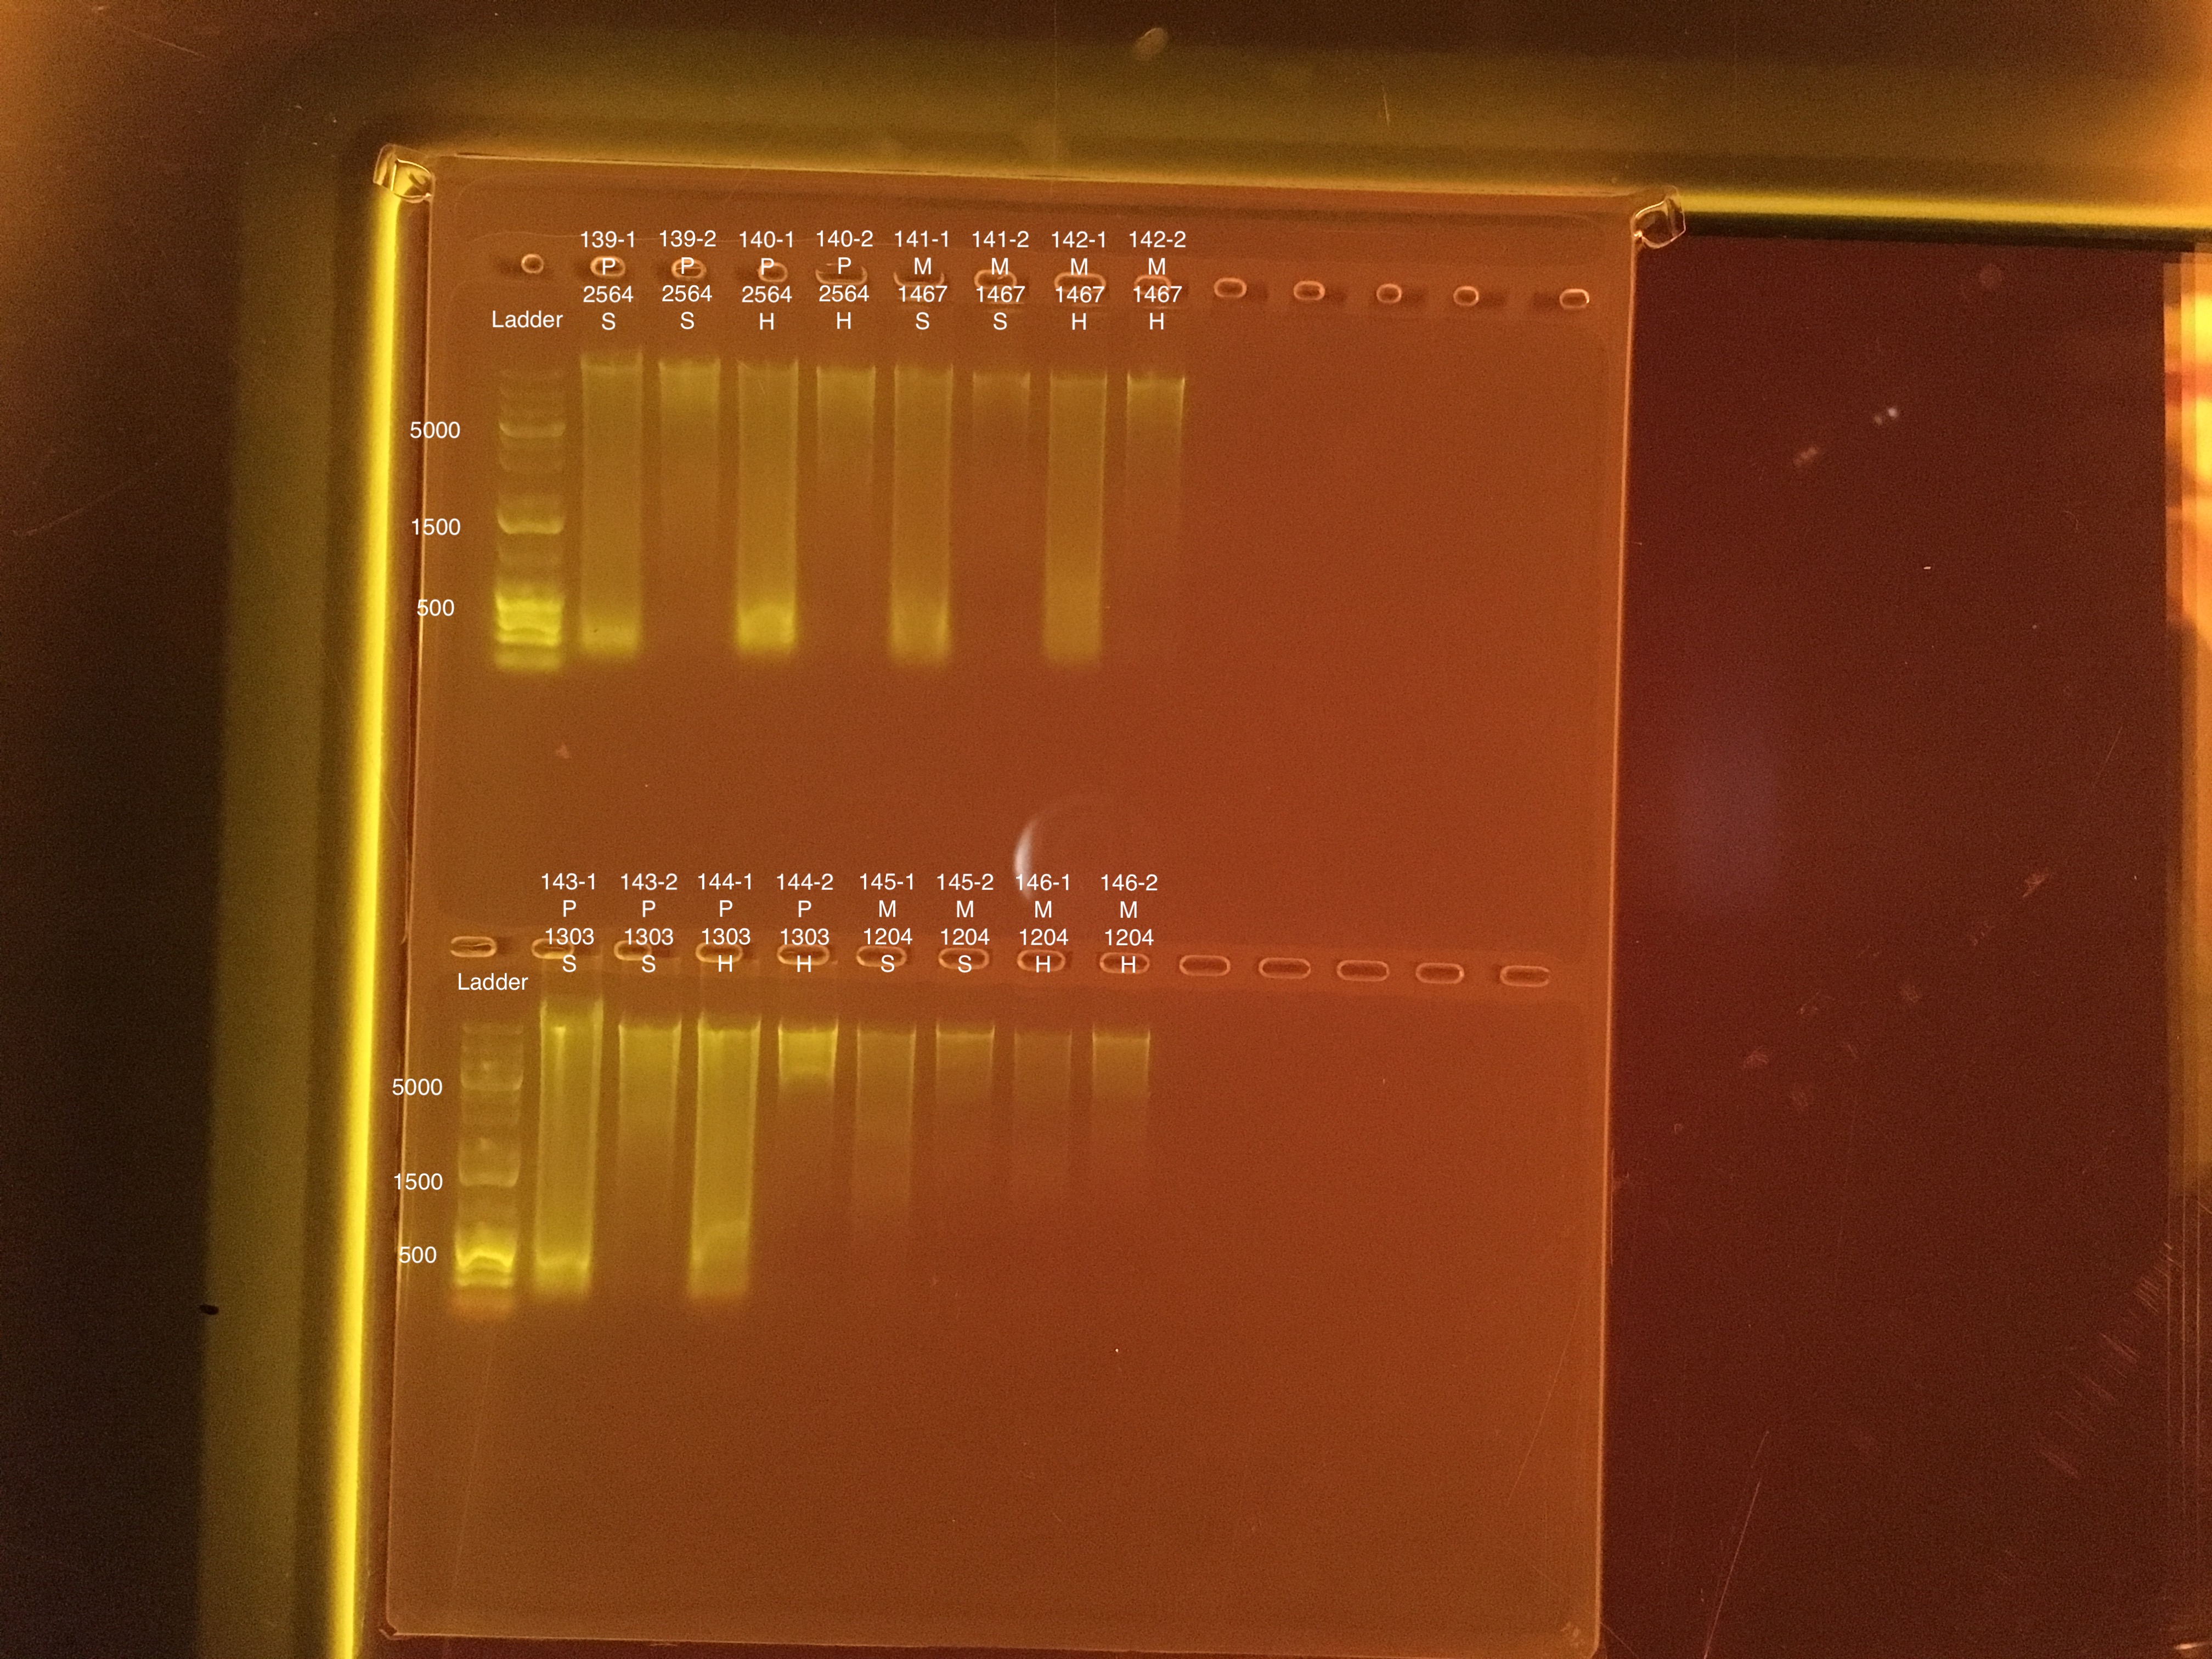 139-1 139-2 140-1 140-2 141-1 141-2 142-1 142-2
P P P P M M M M
2564 2564 2564 2564 1467 1467 1467 1467
Ladder S S H H S S H H
5000
1500
500
143-1 143-2 144-1 144-2 145-1 145-2 146-1 146-2
P P P P M M M M
1303 1303 1303 1303 1204 1204 1204 1204
S S H H S S H H
Ladder
5000
1500
500